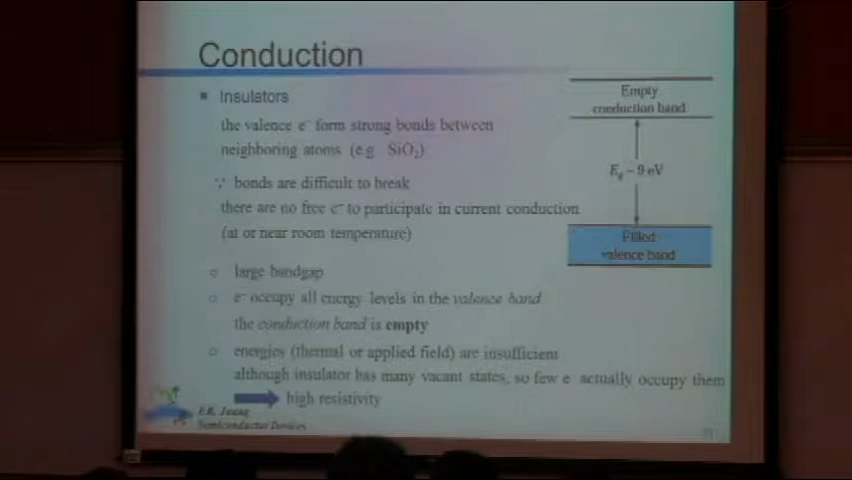 Conduction
Insulators
the valence e⁻ form strong bonds between
neighboring atoms (e.g. SiO₂)
∵ bonds are difficult to break
there are no free e⁻ to participate in current conduction
(at or near room temperature)
large bandgap
e⁻ occupy all energy levels in the valence band
the conduction band is empty
energies (thermal or applied field) are insufficient
although insulator has many vacant states, so few e⁻ actually occupy them
high resistivity
Empty
conduction band
E_g ~ 9 eV
Filled
valence band
Semiconductor Devices